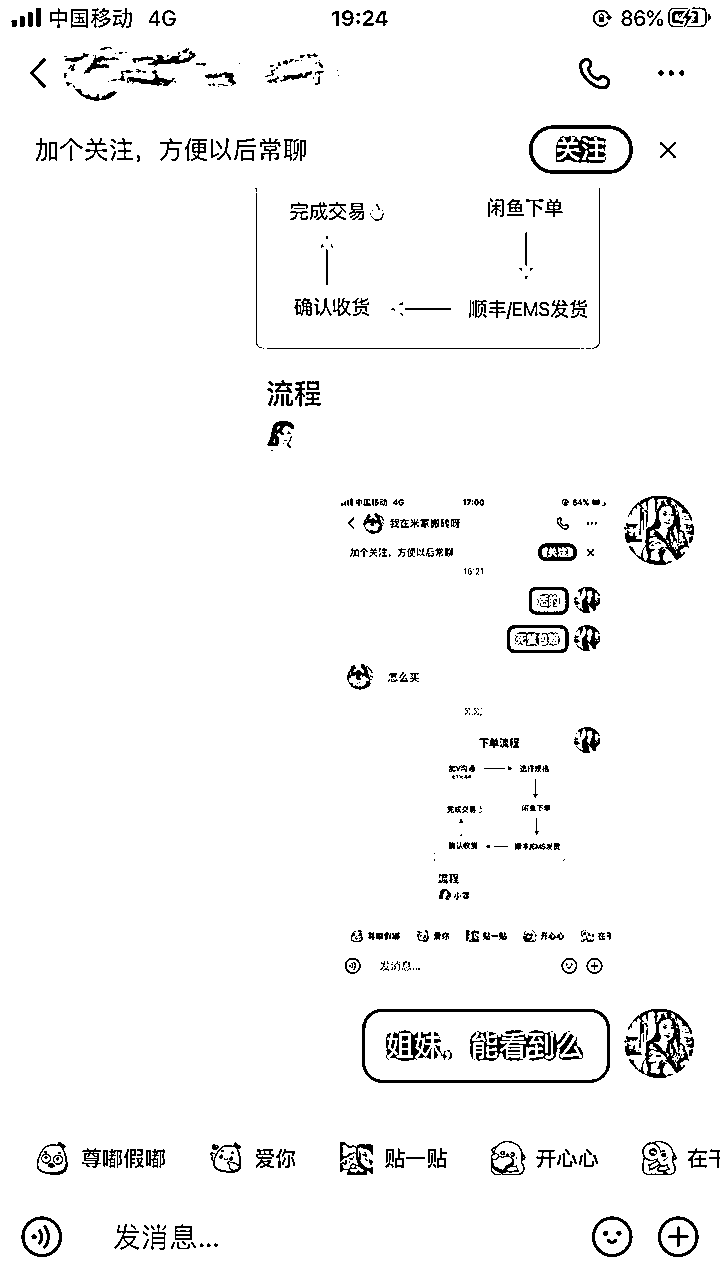 中国移动 4G 19:24 86%
加个关注，方便以后常聊 关注
完成交易 闲鱼下单
确认收货 顺丰/EMS发货
流程
中国移动 4G 17:00 84%
我在米家搬砖呀
加个关注，方便以后常聊 关注
16:21
活的
死蟹包赔
怎么买
下单流程
选择规格
完成交易 闲鱼下单
确认收货 顺丰/EMS发货
流程
尊嘟假嘟 爱你 贴一贴 开心心 在干
发消息...
姐妹。能看到么
尊嘟假嘟 爱你 贴一贴 开心心 在干
发消息...